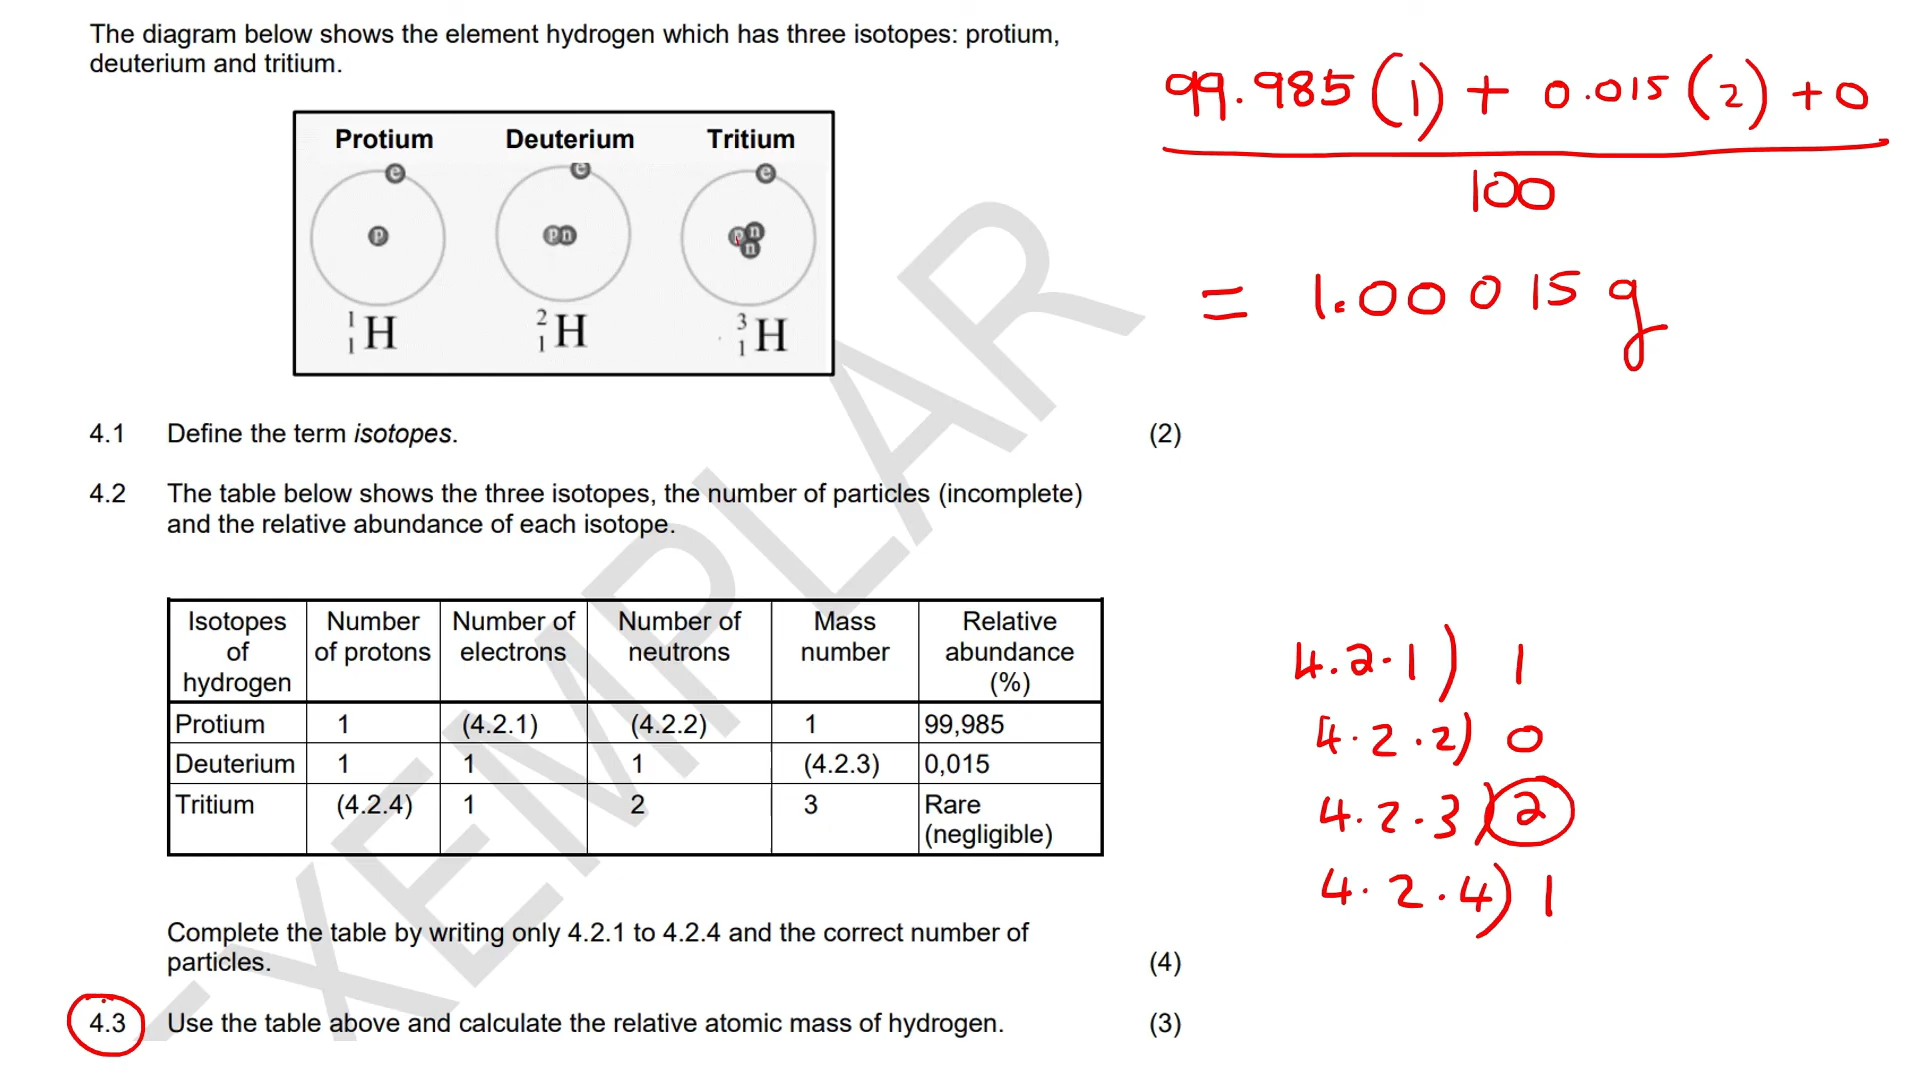 The diagram below shows the element hydrogen which has three isotopes: protium,
deuterium and tritium.
Protium Deuterium Tritium
e e e
p pn pnn
1 1 H 2 1 H 3 1 H
99.985(1) + 0.015(2) + 0
100
= 1.00015 g
4.1 Define the term isotopes. (2)
4.2 The table below shows the three isotopes, the number of particles (incomplete)
and the relative abundance of each isotope.
Isotopes of hydrogen Number of protons Number of electrons Number of neutrons Mass number Relative abundance (%)
Protium 1 (4.2.1) (4.2.2) 1 99,985
Deuterium 1 1 1 (4.2.3) 0,015
Tritium (4.2.4) 1 2 3 Rare (negligible)
4.2.1) 1
4.2.2) 0
4.2.3) 2
4.2.4) 1
Complete the table by writing only 4.2.1 to 4.2.4 and the correct number of
particles. (4)
4.3 Use the table above and calculate the relative atomic mass of hydrogen. (3)
EXEMPLAR